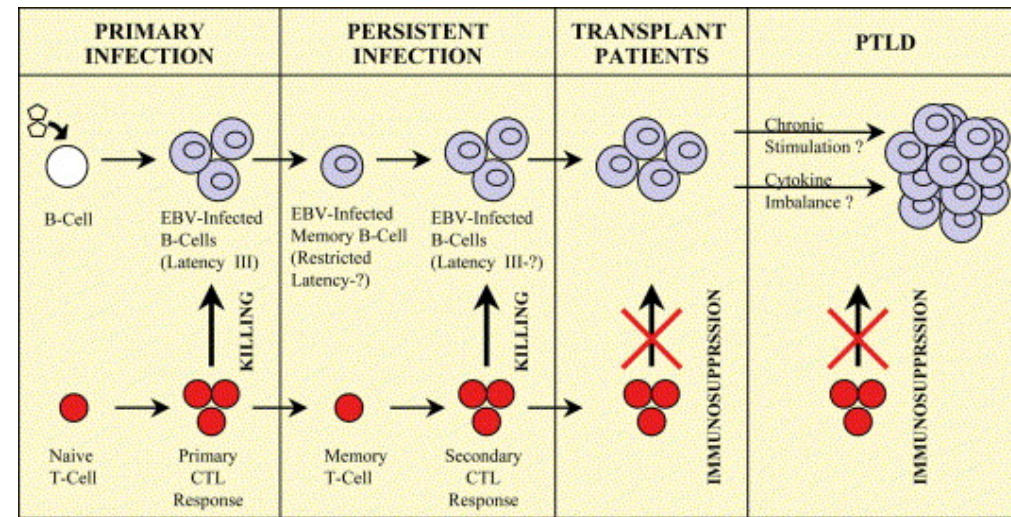 PRIMARY
INFECTION
PERSISTENT
INFECTION
TRANSPLANT
PATIENTS
PTLD
B-Cell
EBV-Infected
B-Cells
(Latency III)
EBV-Infected
Memory B-Cell
(Restricted
Latency-?)
EBV-Infected
B-Cells
(Latency III-?)
Chronic
Stimulation ?
Cytokine
Imbalance ?
KILLING
KILLING
IMMUNOSUPPRSSION
IMMUNOSUPPRSSION
Naive
T-Cell
Primary
CTL
Response
Memory
T-Cell
Secondary
CTL
Response